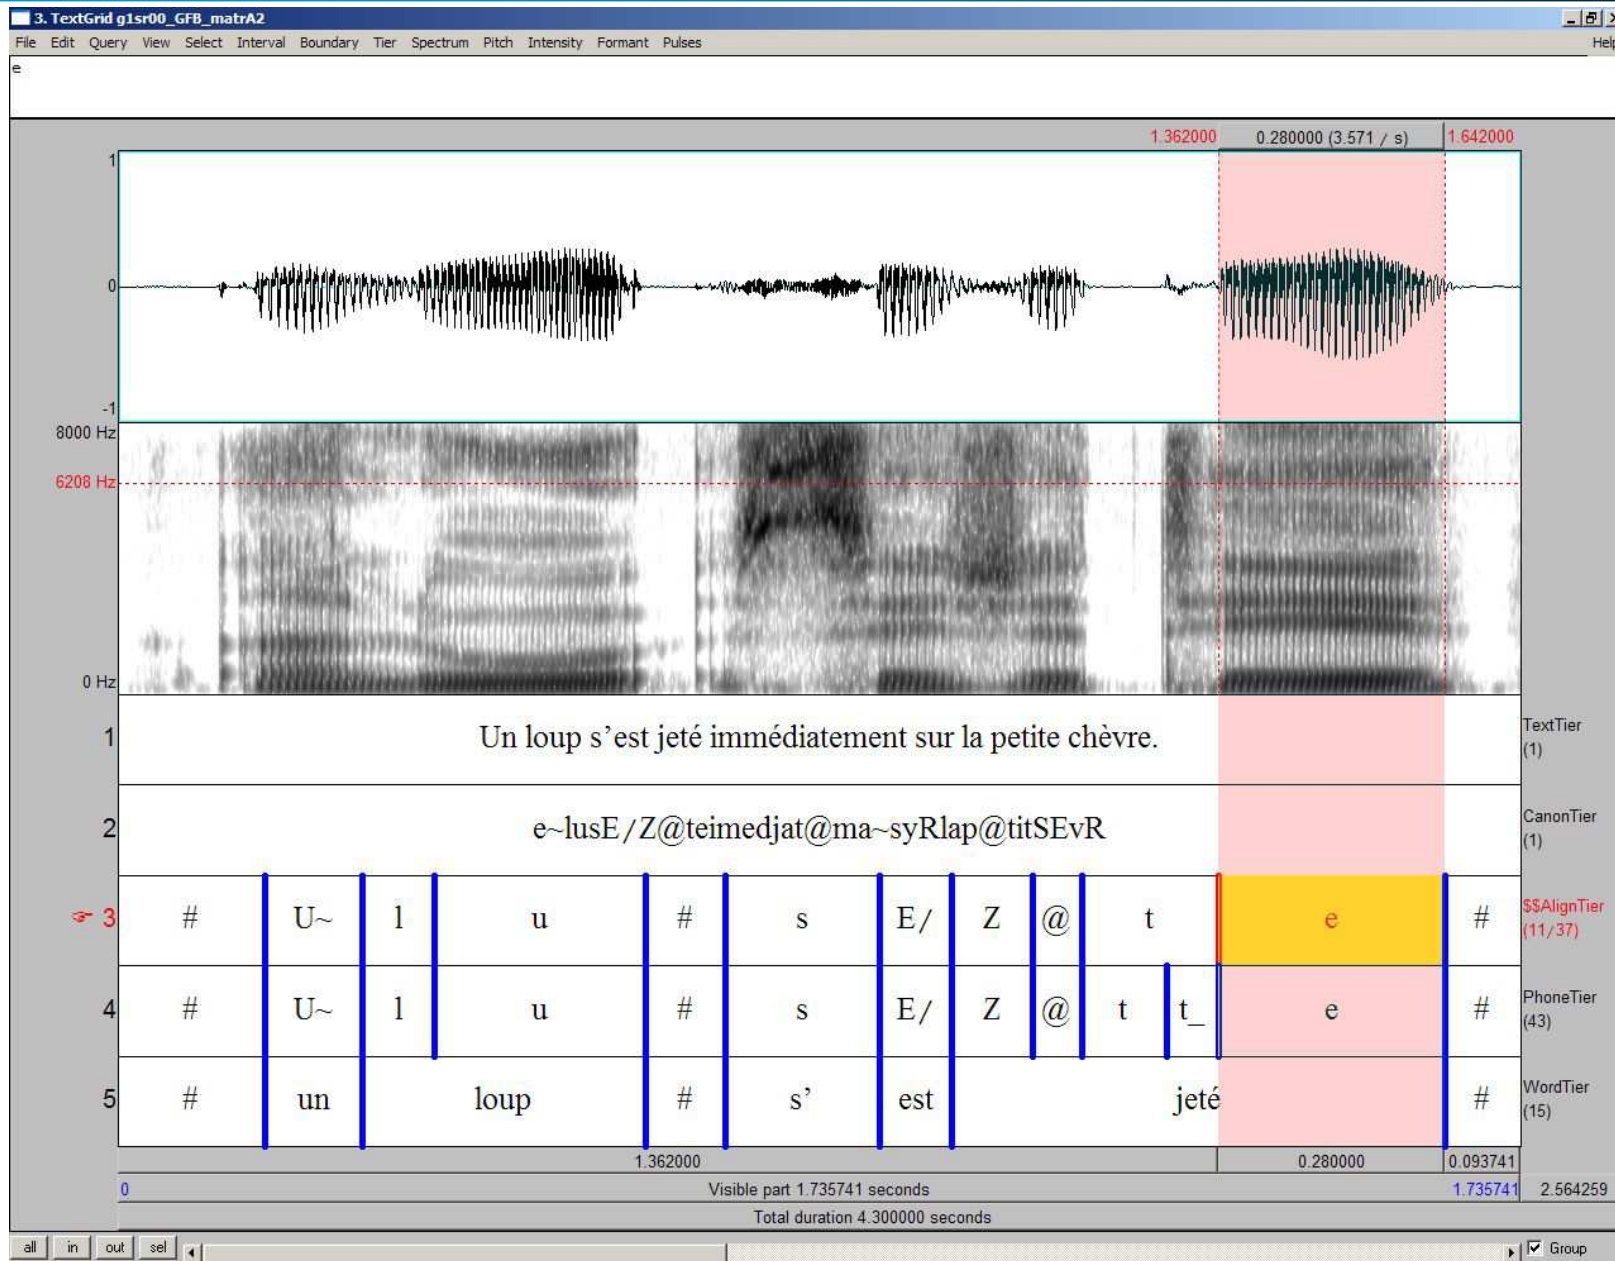 3. TextGrid g1sr00_GFB_matrA2
File Edit Query View Select Interval Boundary Tier Spectrum Pitch Intensity Formant Pulses Help
e
1.362000 0.280000 (3.571 / s) 1.642000
1
0
-1
8000 Hz
6208 Hz
0 Hz
1 Un loup s’est jeté immédiatement sur la petite chèvre. TextTier
(1)
2 e~lusE/Z@teimedjat@ma~syRlap@titSEvR CanonTier
(1)
3 # U~ l u # s E/ Z @ t e # $$AlignTier
(11/37)
4 # U~ l u # s E/ Z @ t t_ e # PhoneTier
(43)
5 # un loup # s’ est jeté # WordTier
(15)
1.362000 0.280000 0.093741
0 Visible part 1.735741 seconds 1.735741 2.564259
Total duration 4.300000 seconds
all in out sel Group